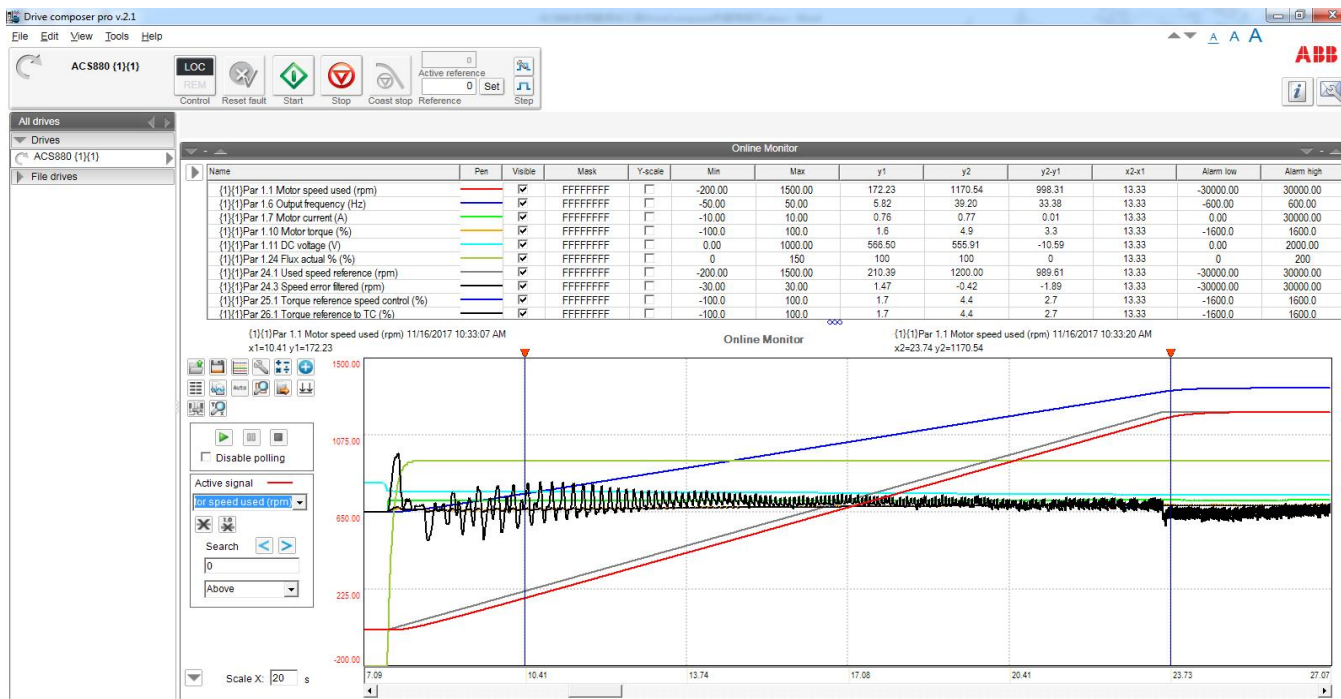 Drive composer pro v.2.1
File Edit View Tools Help
A A A
ABB
ACS880 {1}{1}
LOC
REM
0
Active reference
0 Set
Control Reset fault Start Stop Coast stop Reference Step
All drives
Drives
ACS880 {1}{1}
File drives
Online Monitor
Name Pen Visible Mask Y-scale Min Max y1 y2 y2-y1 x2-x1 Alarm low Alarm high
{1}{1}Par 1.1 Motor speed used (rpm) FFFFFFFF -200.00 1500.00 172.23 1170.54 998.31 13.33 -30000.00 30000.00
{1}{1}Par 1.6 Output frequency (Hz) FFFFFFFF -50.00 50.00 5.82 39.20 33.38 13.33 -600.00 600.00
{1}{1}Par 1.7 Motor current (A) FFFFFFFF -10.00 10.00 0.76 0.77 0.01 13.33 0.00 30000.00
{1}{1}Par 1.10 Motor torque (%) FFFFFFFF -100.0 100.0 1.6 4.9 3.3 13.33 -1600.0 1600.0
{1}{1}Par 1.11 DC voltage (V) FFFFFFFF 0.00 1000.00 566.50 555.91 -10.59 13.33 0.00 2000.00
{1}{1}Par 1.24 Flux actual % (%) FFFFFFFF 0 150 100 100 0 13.33 0 200
{1}{1}Par 24.1 Used speed reference (rpm) FFFFFFFF -200.00 1500.00 210.39 1200.00 989.61 13.33 -30000.00 30000.00
{1}{1}Par 24.3 Speed error filtered (rpm) FFFFFFFF -30.00 30.00 1.47 -0.42 -1.89 13.33 -30000.00 30000.00
{1}{1}Par 25.1 Torque reference speed control (%) FFFFFFFF -100.0 100.0 1.7 4.4 2.7 13.33 -1600.0 1600.0
{1}{1}Par 26.1 Torque reference to TC (%) FFFFFFFF -100.0 100.0 1.7 4.4 2.7 13.33 -1600.0 1600.0
{1}{1}Par 1.1 Motor speed used (rpm) 11/16/2017 10:33:07 AM
x1=10.41 y1=172.23
Online Monitor
{1}{1}Par 1.1 Motor speed used (rpm) 11/16/2017 10:33:20 AM
x2=23.74 y2=1170.54
1500.00
1075.00
650.00
225.00
-200.00
Auto
Disable polling
Active signal
tor speed used (rpm)
1.0
Search
0
Above
Scale X: 20 s
7.09 10.41 13.74 17.08 20.41 23.73 27.07